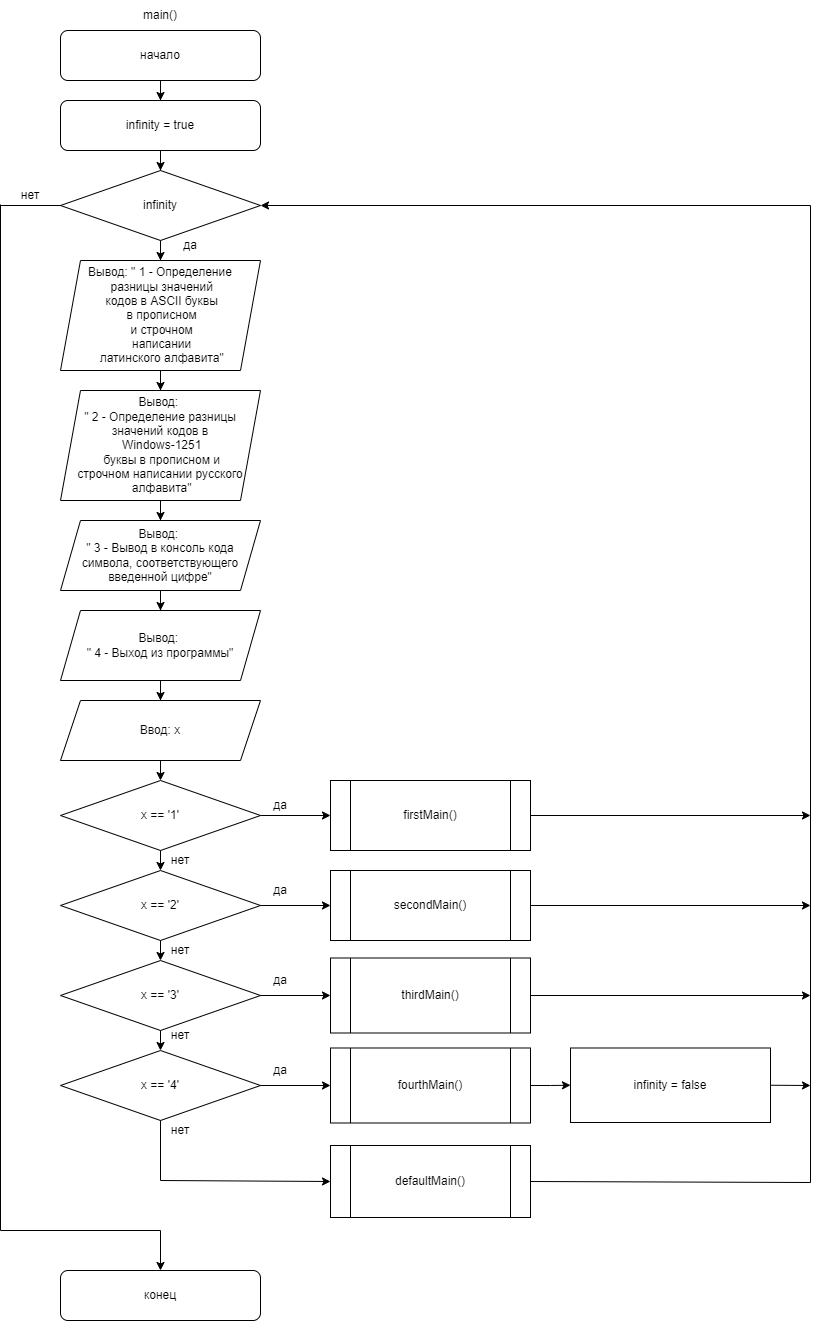 main()
начало
infinity = true
нет
infinity
да
Вывод: " 1 - Определение
разницы значений
кодов в ASCII буквы
в прописном
и строчном
написании
латинского алфавита"
Вывод:
" 2 - Определение разницы
значений кодов в
Windows-1251
буквы в прописном и
строчном написании русского
алфавита"
Вывод:
" 3 - Вывод в консоль кода
символа, соответствующего
введенной цифре"
Вывод:
" 4 - Выход из программы"
Ввод: x
x == '1'
да
firstMain()
нет
x == '2'
да
secondMain()
нет
x == '3'
да
thirdMain()
нет
x == '4'
да
fourthMain()
infinity = false
нет
defaultMain()
конец